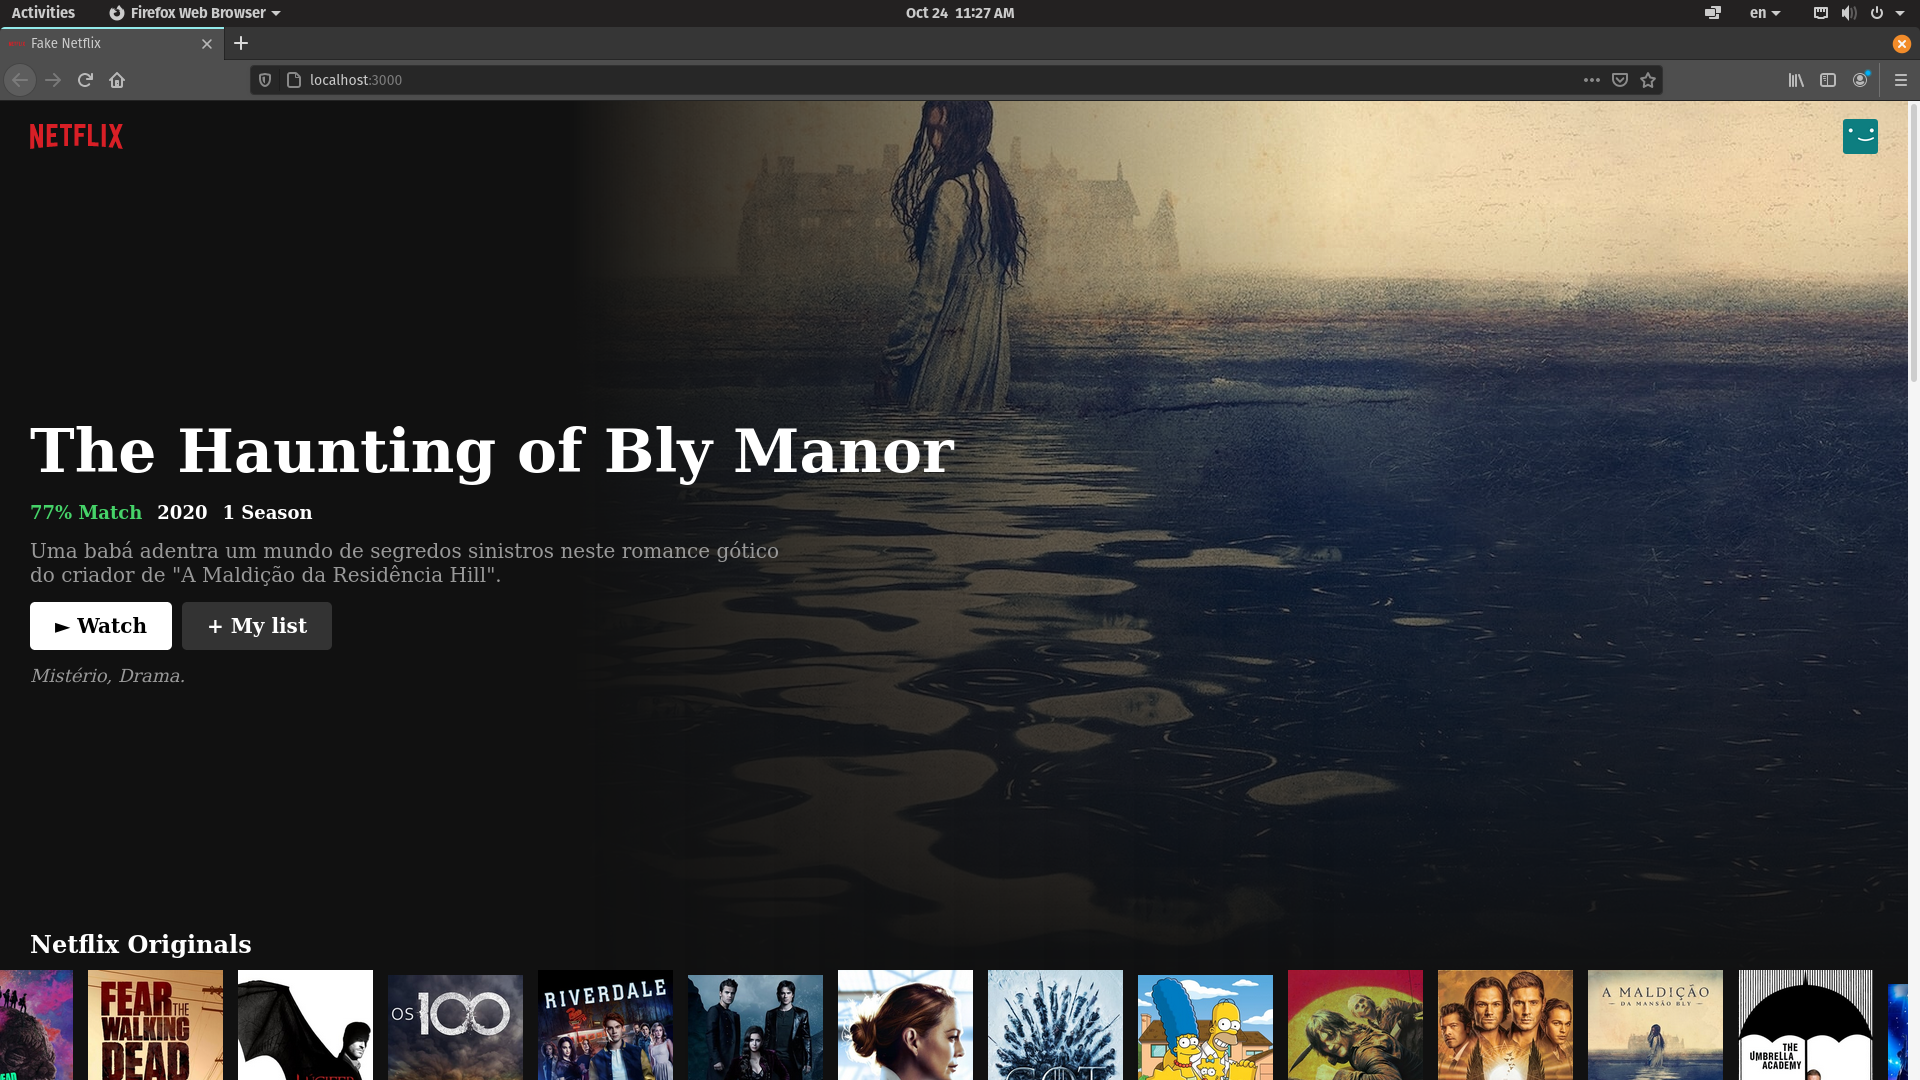 Activities
Firefox Web Browser
Oct 24 11:27 AM
en
Fake Netflix
localhost:3000
NETFLIX
The Haunting of Bly Manor
77% Match 2020 1 Season
Uma babá adentra um mundo de segredos sinistros neste romance gótico
do criador de "A Maldição da Residência Hill".
► Watch
+ My list
Mistério, Drama.
Netflix Originals
FEAR THE
WALKING
DEAD
LUCIFER
OS 100
RIVERDALE
GOT
A MALDIÇÃO
DA MANSÃO BLY
THE
UMBRELLA
ACADEMY